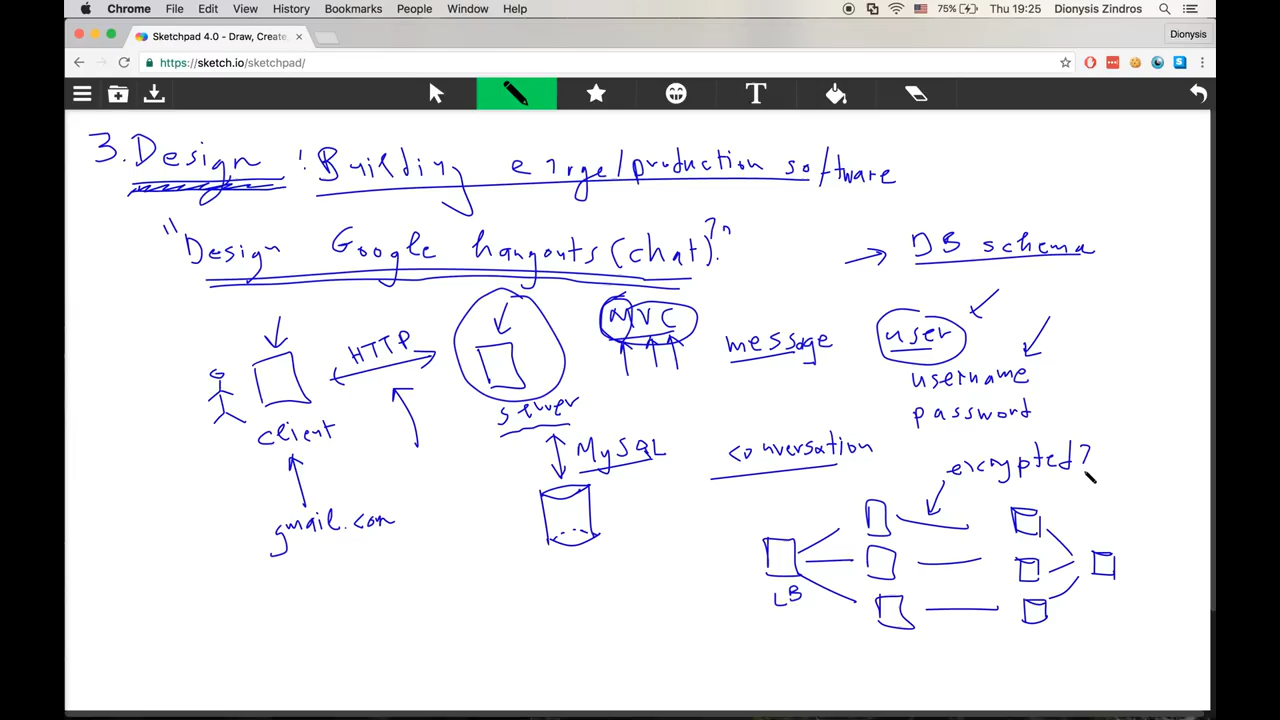 Chrome File Edit View History Bookmarks People Window Help 75% Thu 19:25 Dionysis Zindros
Sketchpad 4.0 - Draw, Create, Dionysis
https://sketch.io/sketchpad/
T
3. Design : Building large/production software
"Design Google hangouts (chat)?"
→ DB schema
MVC
message
user
HTTP
username
password
server
client
MySQL
conversation
encrypted?
gmail.com
LB